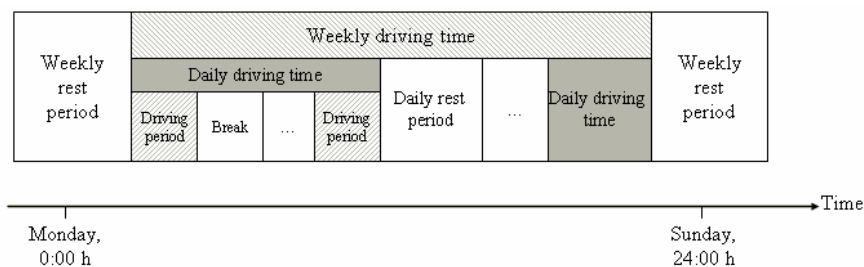 Weekly
rest
period
Weekly driving time
Daily driving time
Driving
period
Break
...
Driving
period
Daily rest
period
...
Daily driving
time
Weekly
rest
period
Time
Monday,
0:00 h
Sunday,
24:00 h